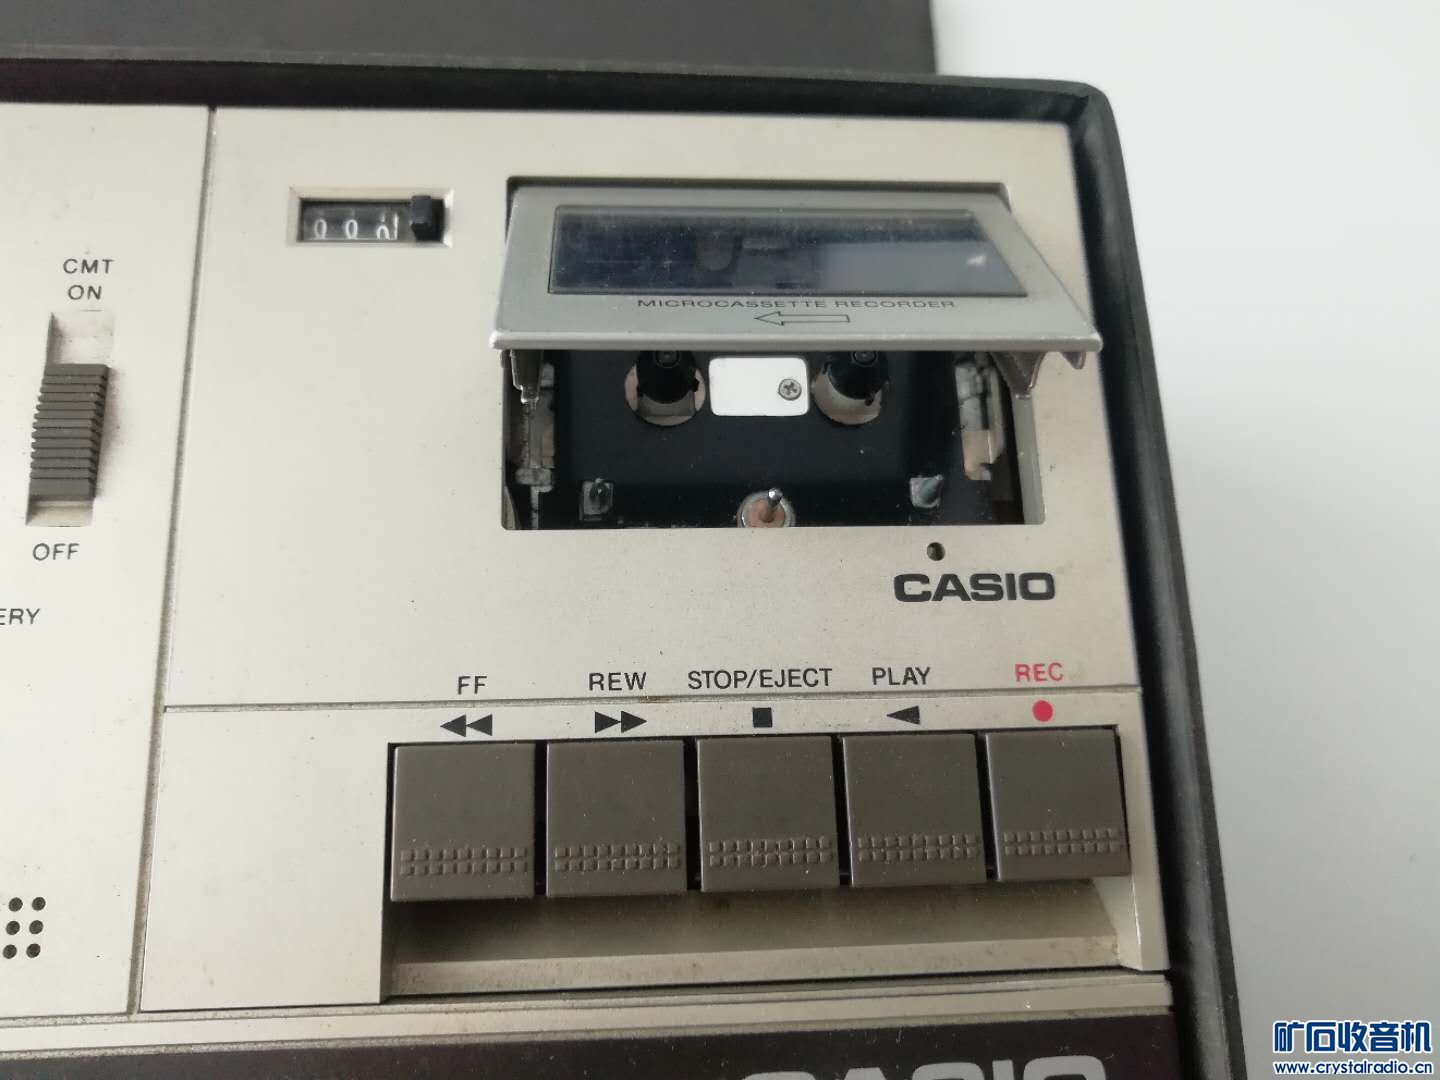 CMT
ON
OFF
ERY
MICROCASSETTE RECORDER
CASIO
FF
REW
STOP/EJECT
PLAY
REC
CASIO
矿石收音机
www.crystalradio.cn